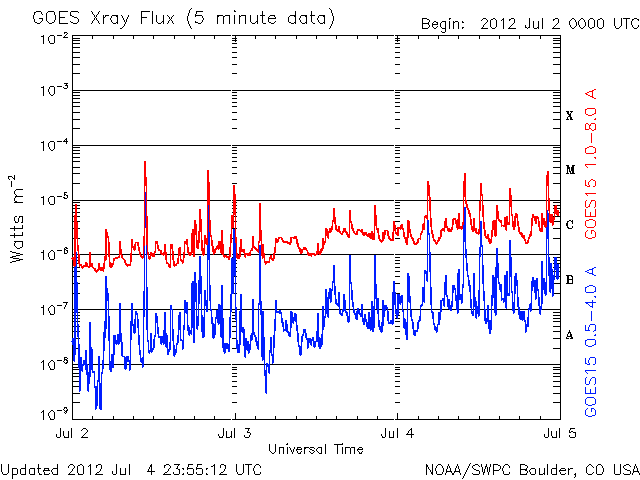 GOES Xray Flux (5 minute data)
Begin: 2012 Jul 2 0000 UTC
10-2
10-3
10-4
10-5
10-6
10-7
10-8
10-9
Watts m-2
X
M
C
B
A
GOES15 1.0-8.0 A
GOES15 0.5-4.0 A
Jul 2 Jul 3 Jul 4 Jul 5
Universal Time
Updated 2012 Jul 4 23:55:12 UTC
NOAA/SWPC Boulder, CO USA